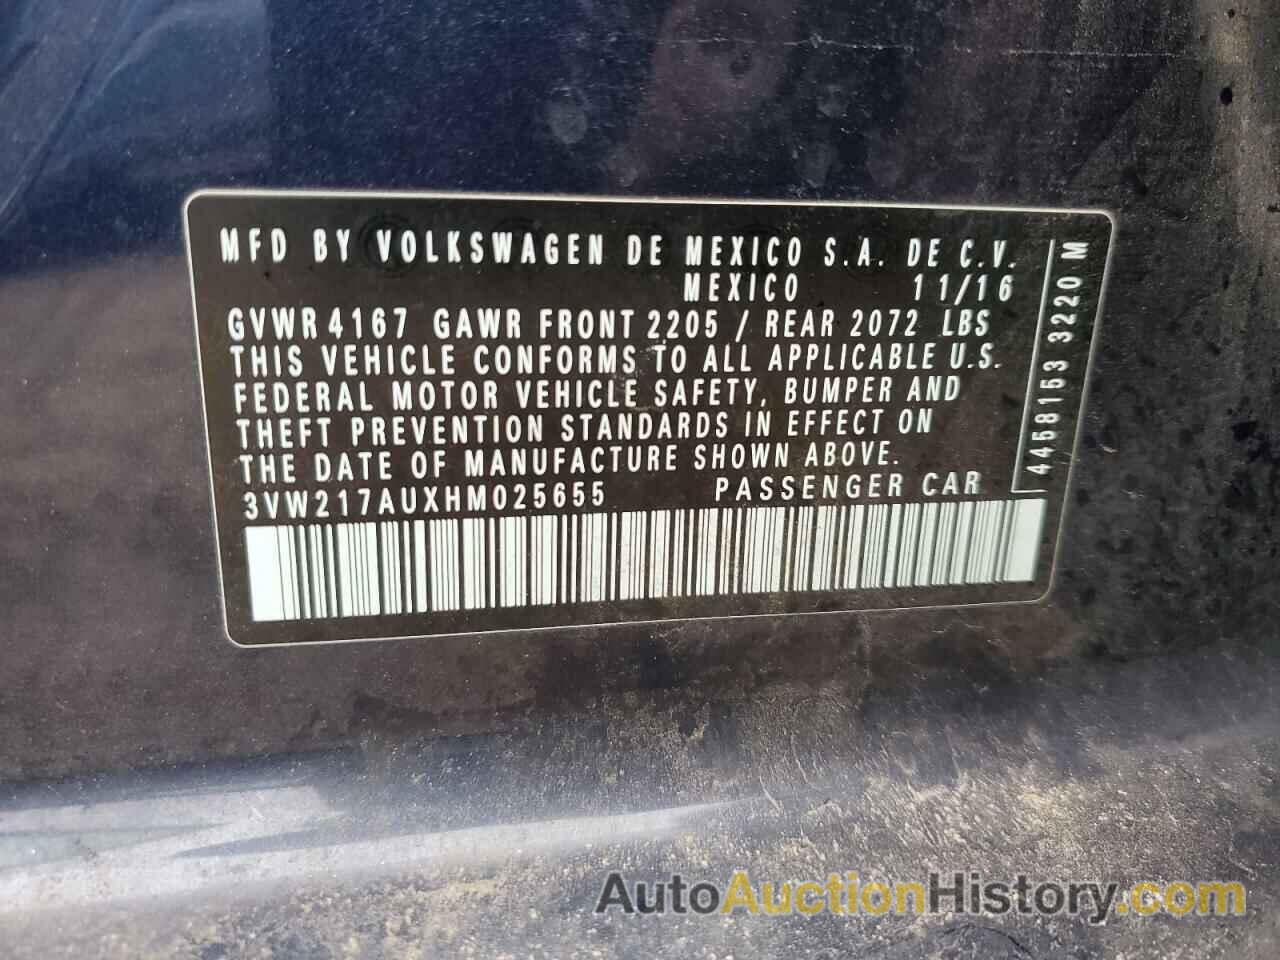 MFD BY VOLKSWAGEN DE MEXICO S.A. DE C.V.
MEXICO 11/16
GVWR 4167 GAWR FRONT 2205 / REAR 2072 LBS
THIS VEHICLE CONFORMS TO ALL APPLICABLE U.S.
FEDERAL MOTOR VEHICLE SAFETY, BUMPER AND
THEFT PREVENTION STANDARDS IN EFFECT ON
THE DATE OF MANUFACTURE SHOWN ABOVE.
3VW217AUXHM025655 PASSENGER CAR
4458153 3220 M
AutoAuctionHistory.com